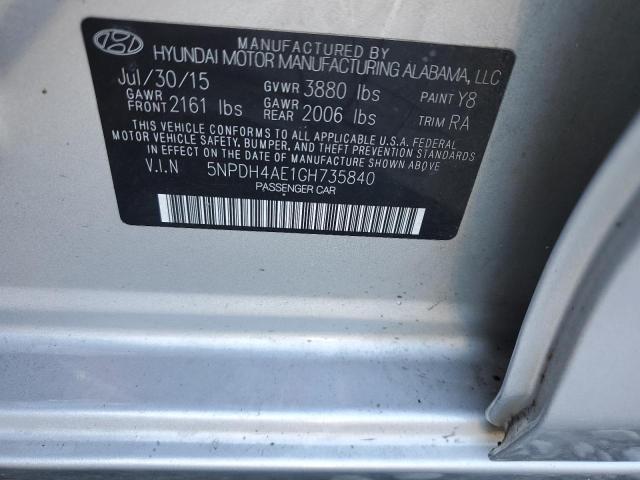 MANUFACTURED BY
HYUNDAI MOTOR MANUFACTURING ALABAMA, LLC
Jul/30/15 GVWR 3880 lbs PAINT Y8
GAWR FRONT 2161 lbs GAWR REAR 2006 lbs TRIM RA
THIS VEHICLE CONFORMS TO ALL APPLICABLE U.S.A. FEDERAL
MOTOR VEHICLE SAFETY, BUMPER, AND THEFT PREVENTION STANDARDS
IN EFFECT ON THE DATE OF MANUFACTURE SHOWN ABOVE.
V.I.N 5NPDH4AE1GH735840
PASSENGER CAR